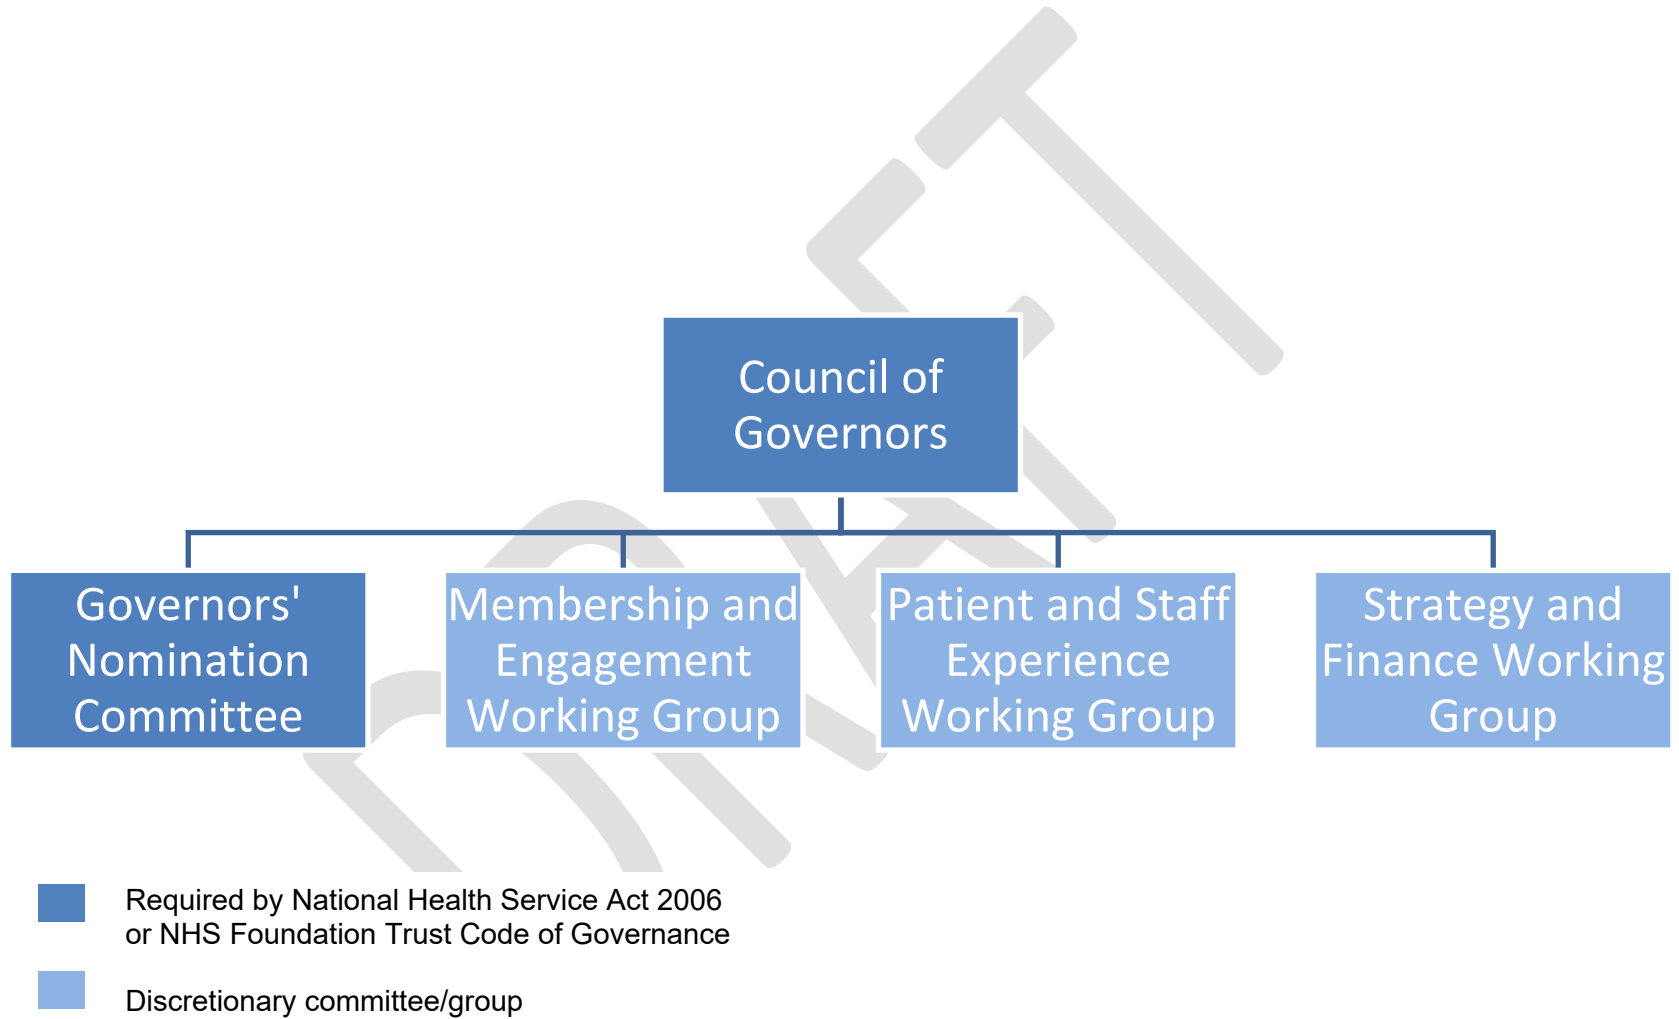 Council of
Governors
Governors'
Nomination
Committee
Membership and
Engagement
Working Group
Patient and Staff
Experience
Working Group
Strategy and
Finance Working
Group
Required by National Health Service Act 2006
or NHS Foundation Trust Code of Governance
Discretionary committee/group
DRAFT